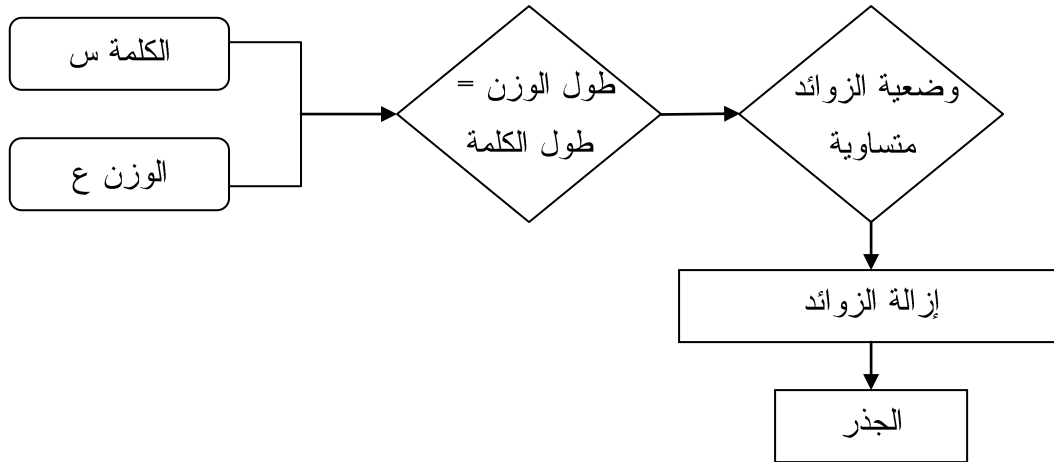 الكلمة س
الوزن ع
طول الوزن =
طول الكلمة
وضعية الزوائد
متساوية
إزالة الزوائد
الجذر